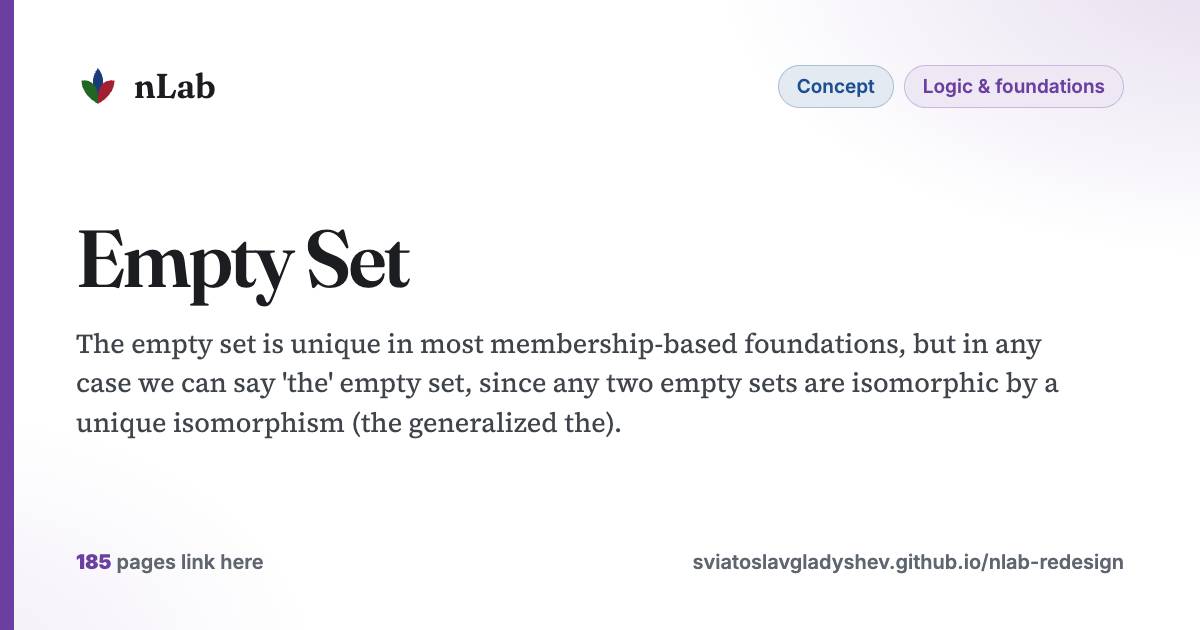 nLab
Concept
Logic & foundations
Empty Set
The empty set is unique in most membership-based foundations, but in any
case we can say 'the' empty set, since any two empty sets are isomorphic by a
unique isomorphism (the generalized the).
185 pages link here
sviatoslavgladyshev.github.io/nlab-redesign